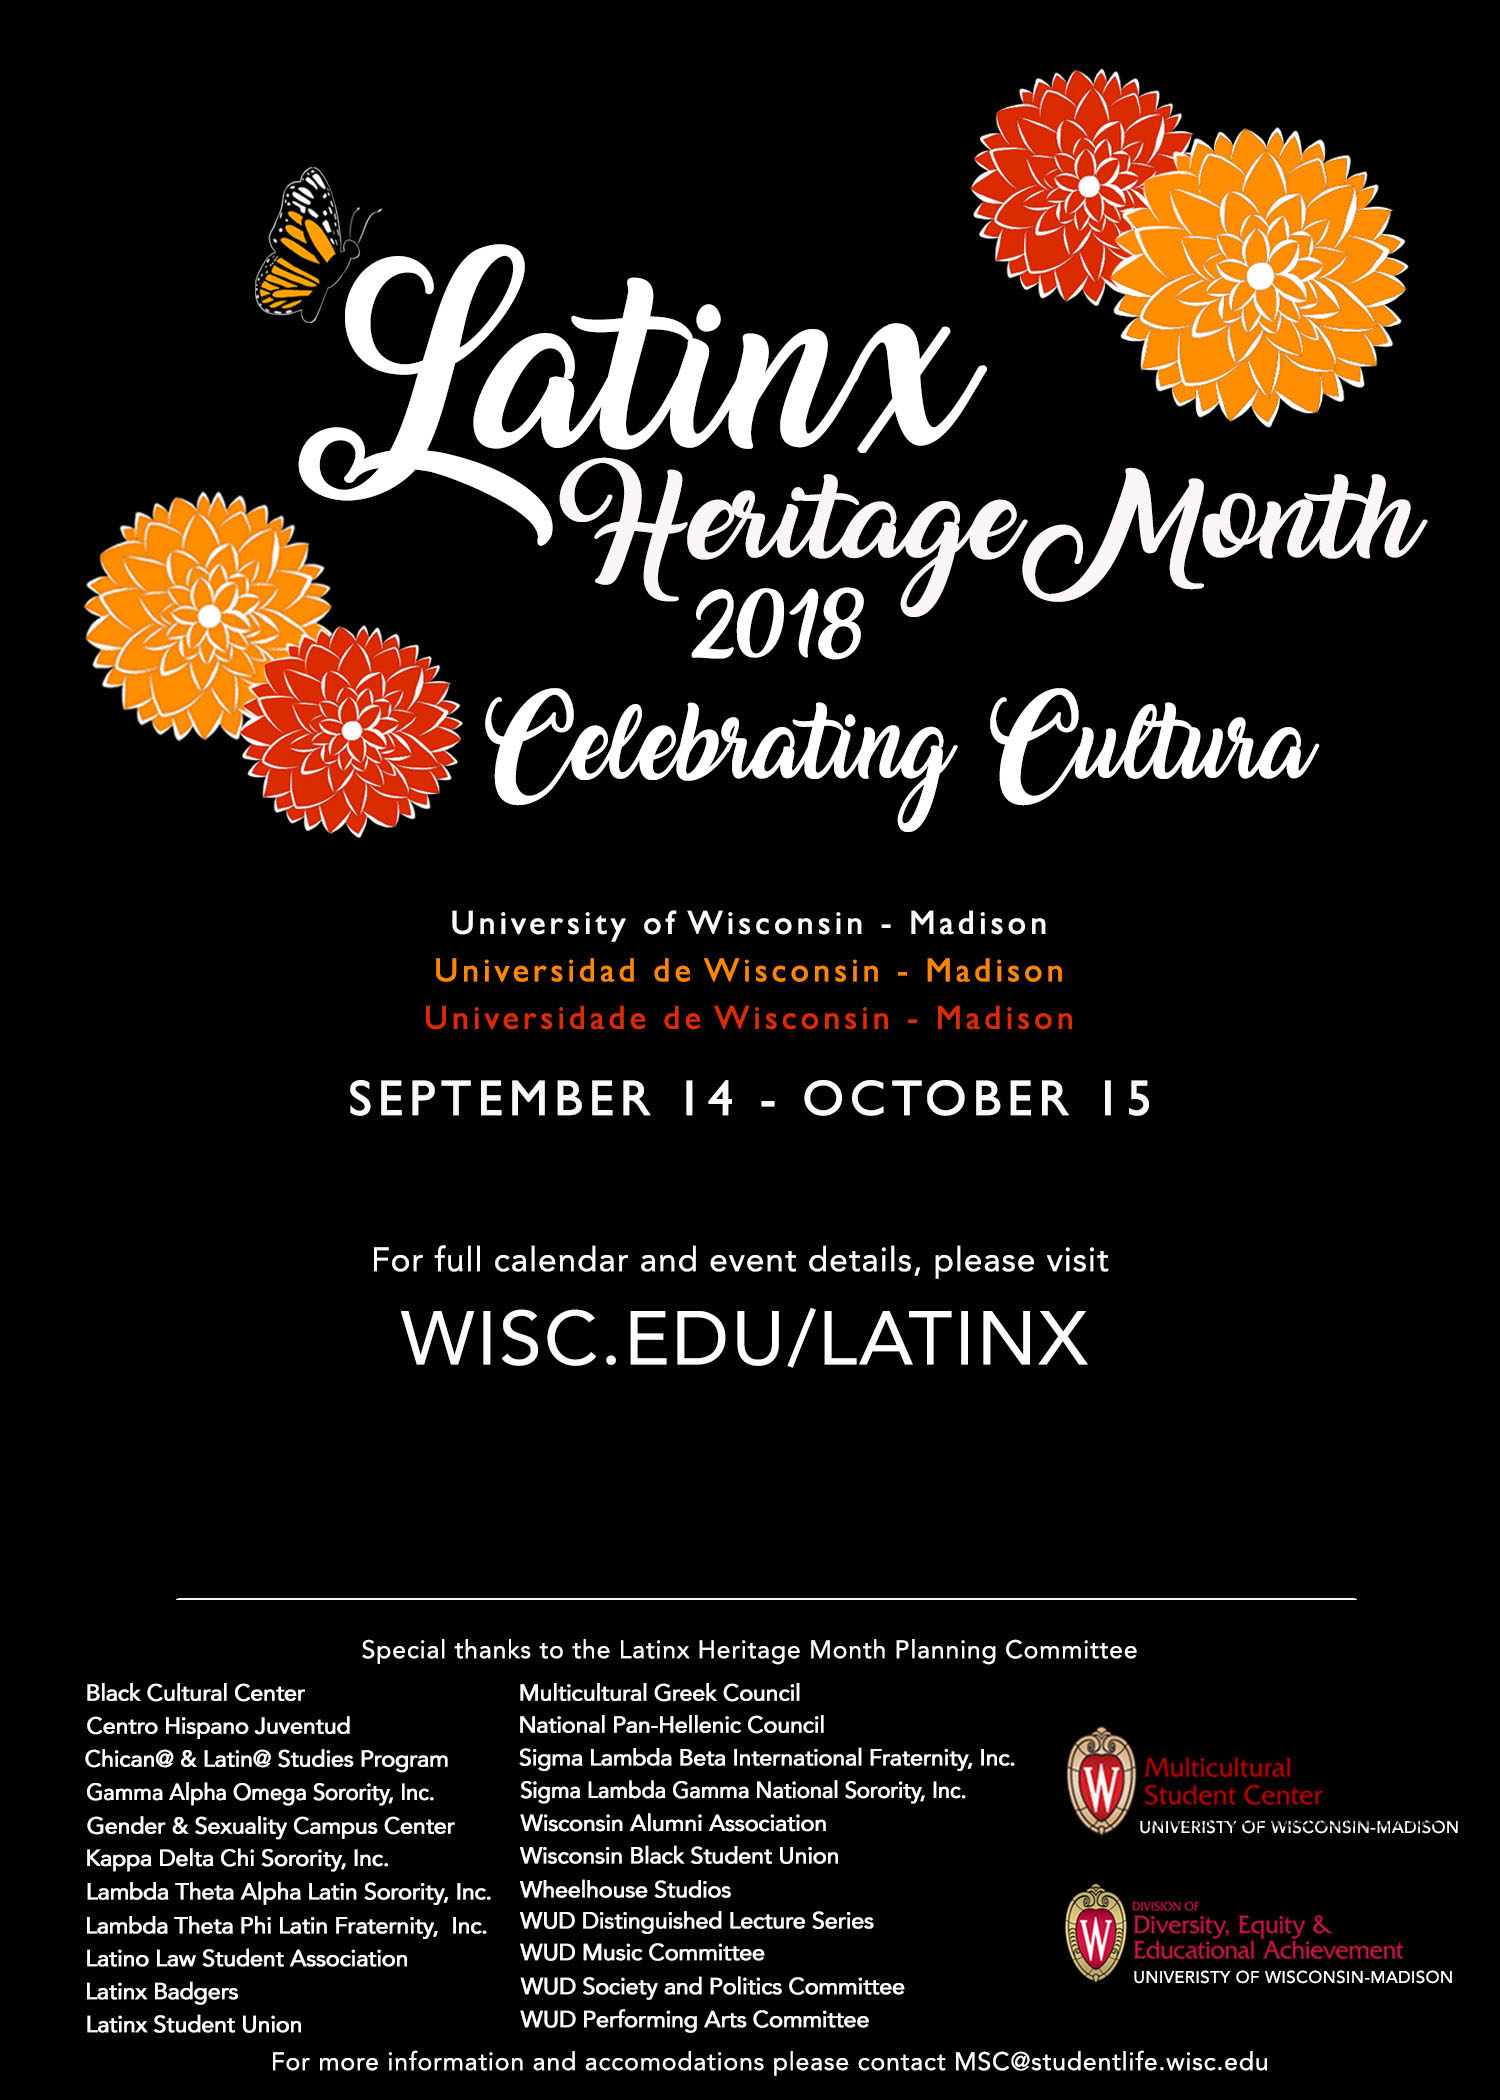 Latinx
Heritage Month
2018
Celebrating Cultura
University of Wisconsin - Madison
Universidad de Wisconsin - Madison
Universidade de Wisconsin - Madison
SEPTEMBER 14 - OCTOBER 15
For full calendar and event details, please visit
WISC.EDU/LATINX
Special thanks to the Latinx Heritage Month Planning Committee
Black Cultural Center
Centro Hispano Juventud
Chican@ & Latin@ Studies Program
Gamma Alpha Omega Sorority, Inc.
Gender & Sexuality Campus Center
Kappa Delta Chi Sorority, Inc.
Lambda Theta Alpha Latin Sorority, Inc.
Lambda Theta Phi Latin Fraternity, Inc.
Latino Law Student Association
Latinx Badgers
Latinx Student Union
Multicultural Greek Council
National Pan-Hellenic Council
Sigma Lambda Beta International Fraternity, Inc.
Sigma Lambda Gamma National Sorority, Inc.
Wisconsin Alumni Association
Wisconsin Black Student Union
Wheelhouse Studios
WUD Distinguished Lecture Series
WUD Music Committee
WUD Society and Politics Committee
WUD Performing Arts Committee
W
Multicultural
Student Center
UNIVERISTY OF WISCONSIN-MADISON
W
DIVISION OF
Diversity, Equity &
Educational Achievement
UNIVERISTY OF WISCONSIN-MADISON
For more information and accomodations please contact MSC@studentlife.wisc.edu